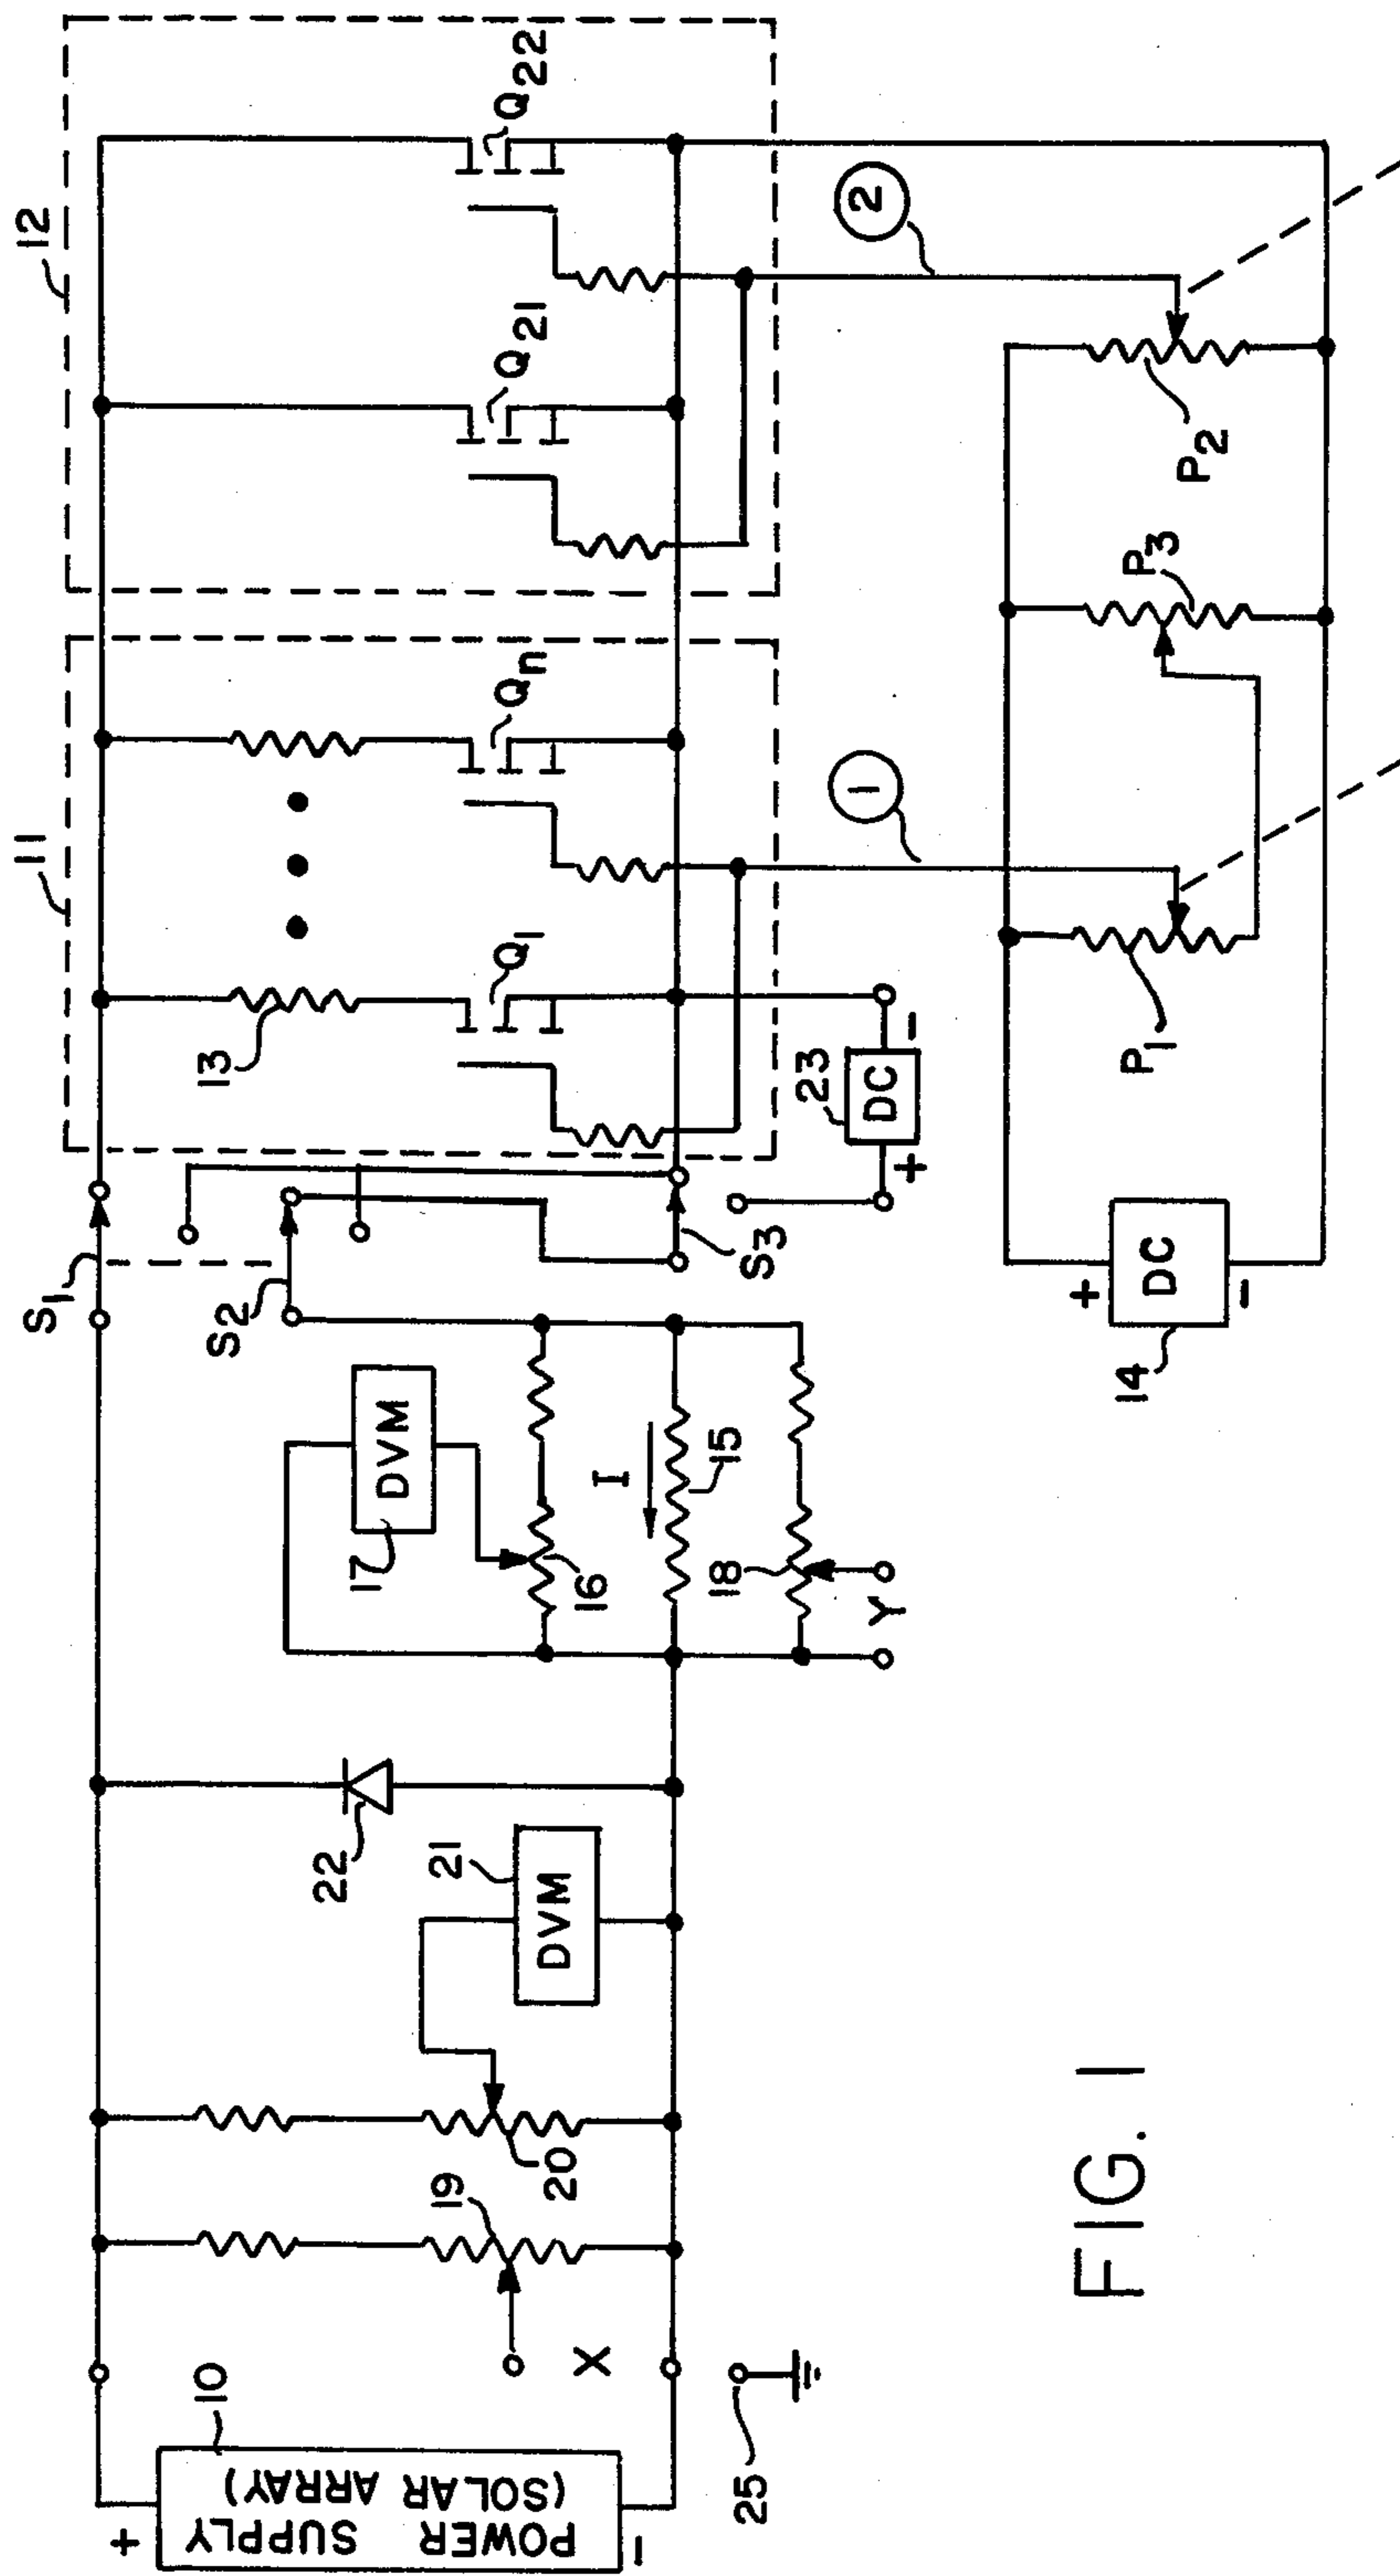 12
Q22
Q21
2
P2
11
Qn
Q1
13
1
P3
P1
23
DC
+
-
S1
S2
S3
DC
+
-
14
DVM
17
16
I
15
18
Y
22
DVM
21
20
19
X
10
+
POWER SUPPLY
(SOLAR ARRAY)
-
25
FIG. 1